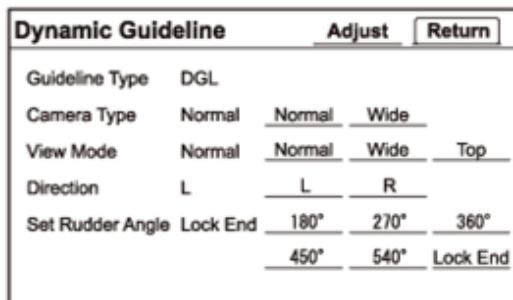 Dynamic Guideline Adjust Return
Guideline Type DGL
Camera Type Normal Normal Wide
View Mode Normal Normal Wide Top
Direction L L R
Set Rudder Angle Lock End 180° 270° 360°
450° 540° Lock End